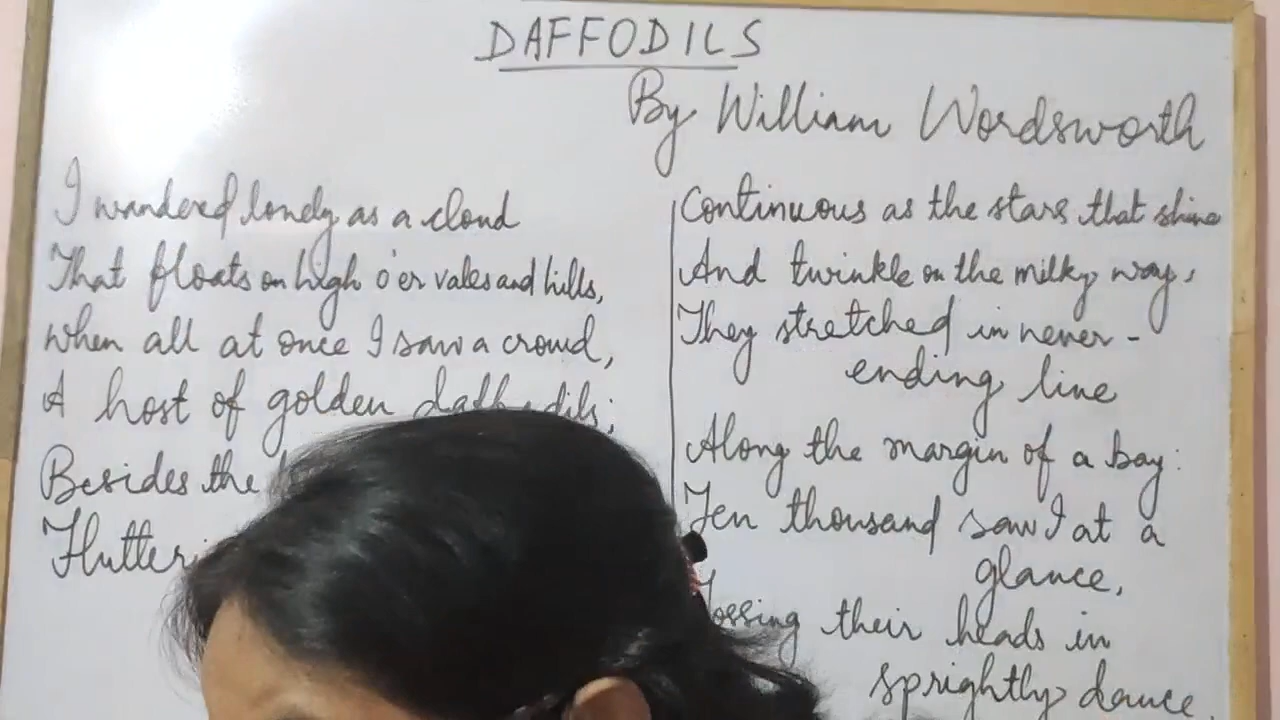 DAFFODILS
By William Wordsworth
I wandered lonely as a cloud
That floats on high o'er vales and hills,
when all at once I saw a crowd,
A host of golden
Besides the
Continuous as the stars that shine
And twinkle on the milky way,
They stretched in never-
ending line
Along the margin of a bay:
Ten thousand saw I at a
glance,
Tossing their heads in
sprightly dance.